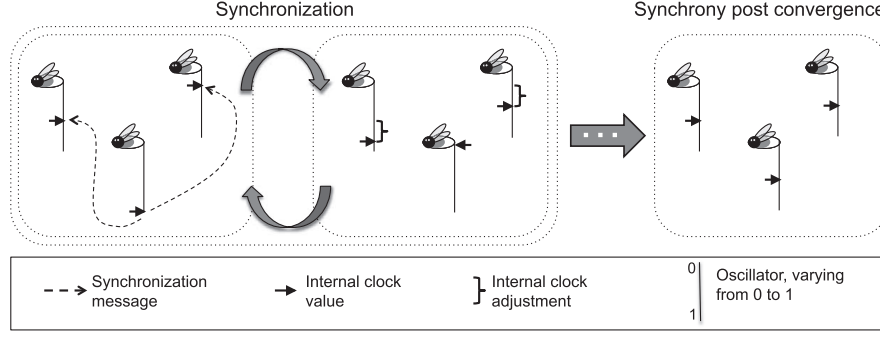 Synchronization
Synchrony post convergence
Synchronization
message
Internal clock
value
Internal clock
adjustment
0
1
Oscillator, varying
from 0 to 1